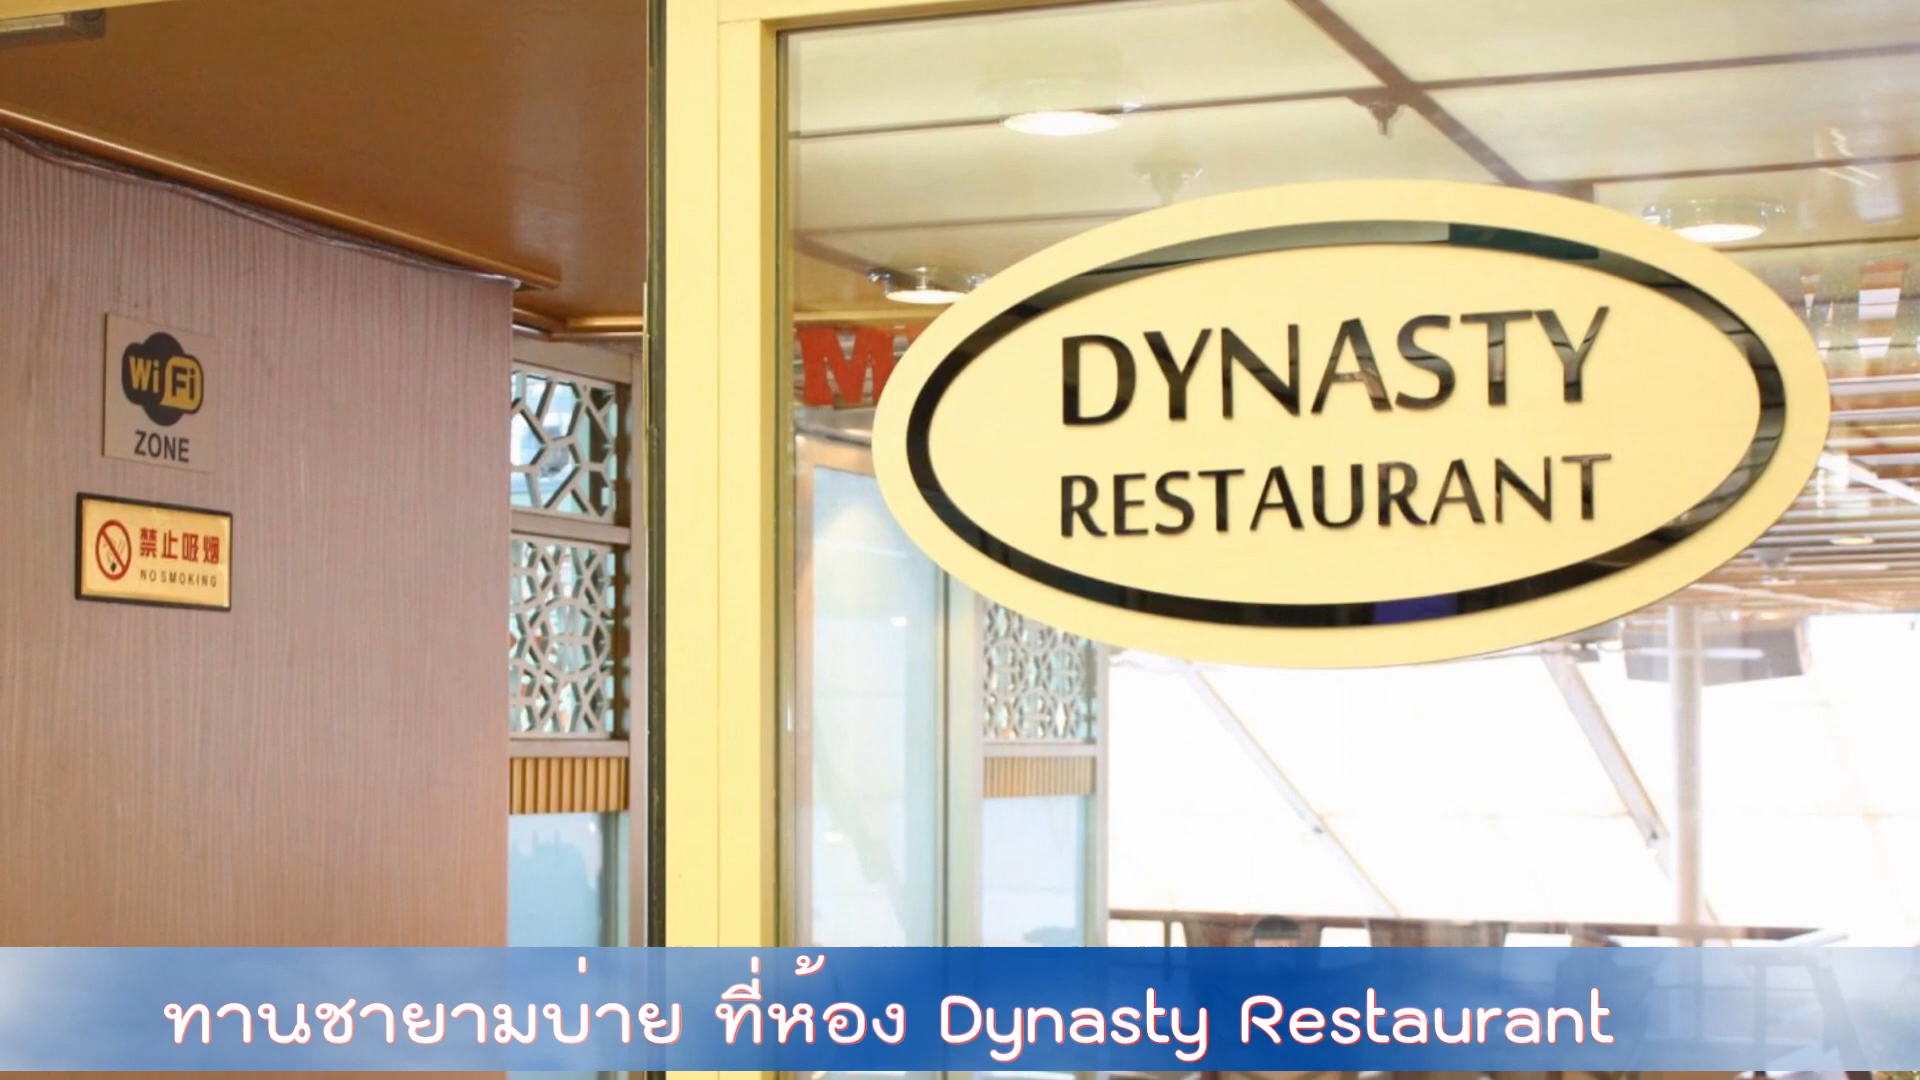 WiFi
ZONE
禁止吸烟
NO SMOKING
M
DYNASTY
RESTAURANT
ทานชายามบ่าย ที่ห้อง Dynasty Restaurant